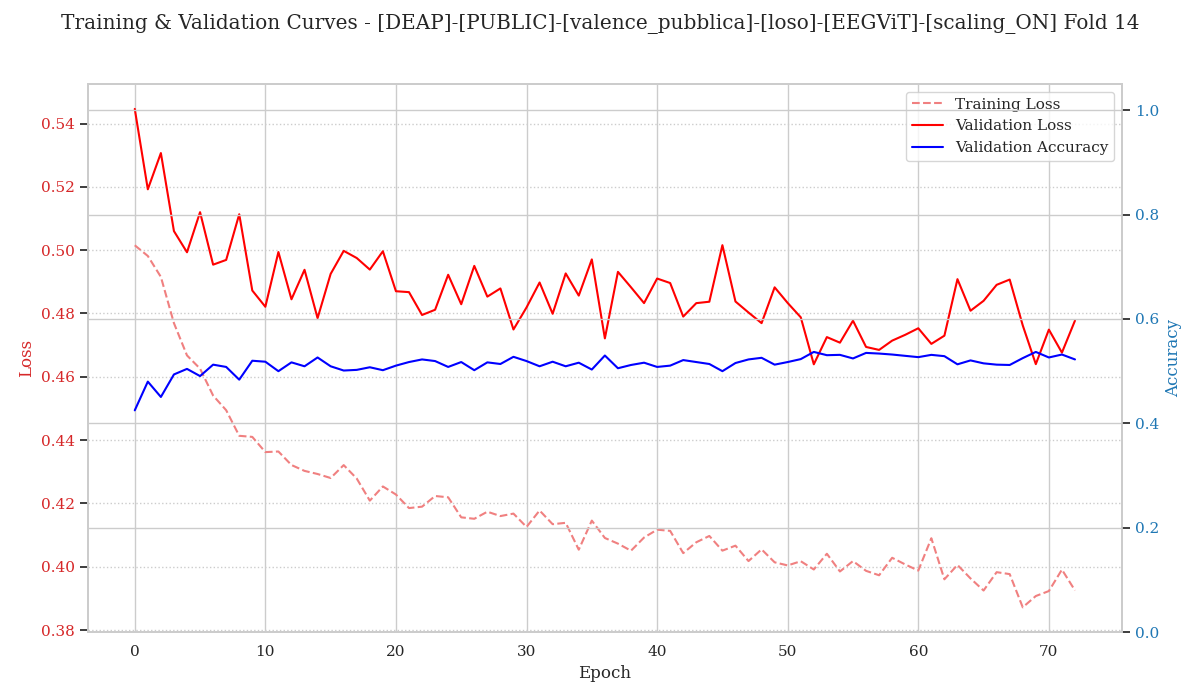 Training & Validation Curves - [DEAP]-[PUBLIC]-[valence_pubblica]-[loso]-[EEGViT]-[scaling_ON] Fold 14
Training Loss
Validation Loss
Validation Accuracy
Loss
0.54
0.52
0.50
0.48
0.46
0.44
0.42
0.40
0.38
1.0
0.8
0.6
0.4
0.2
0.0
Accuracy
0 10 20 30 40 50 60 70
Epoch